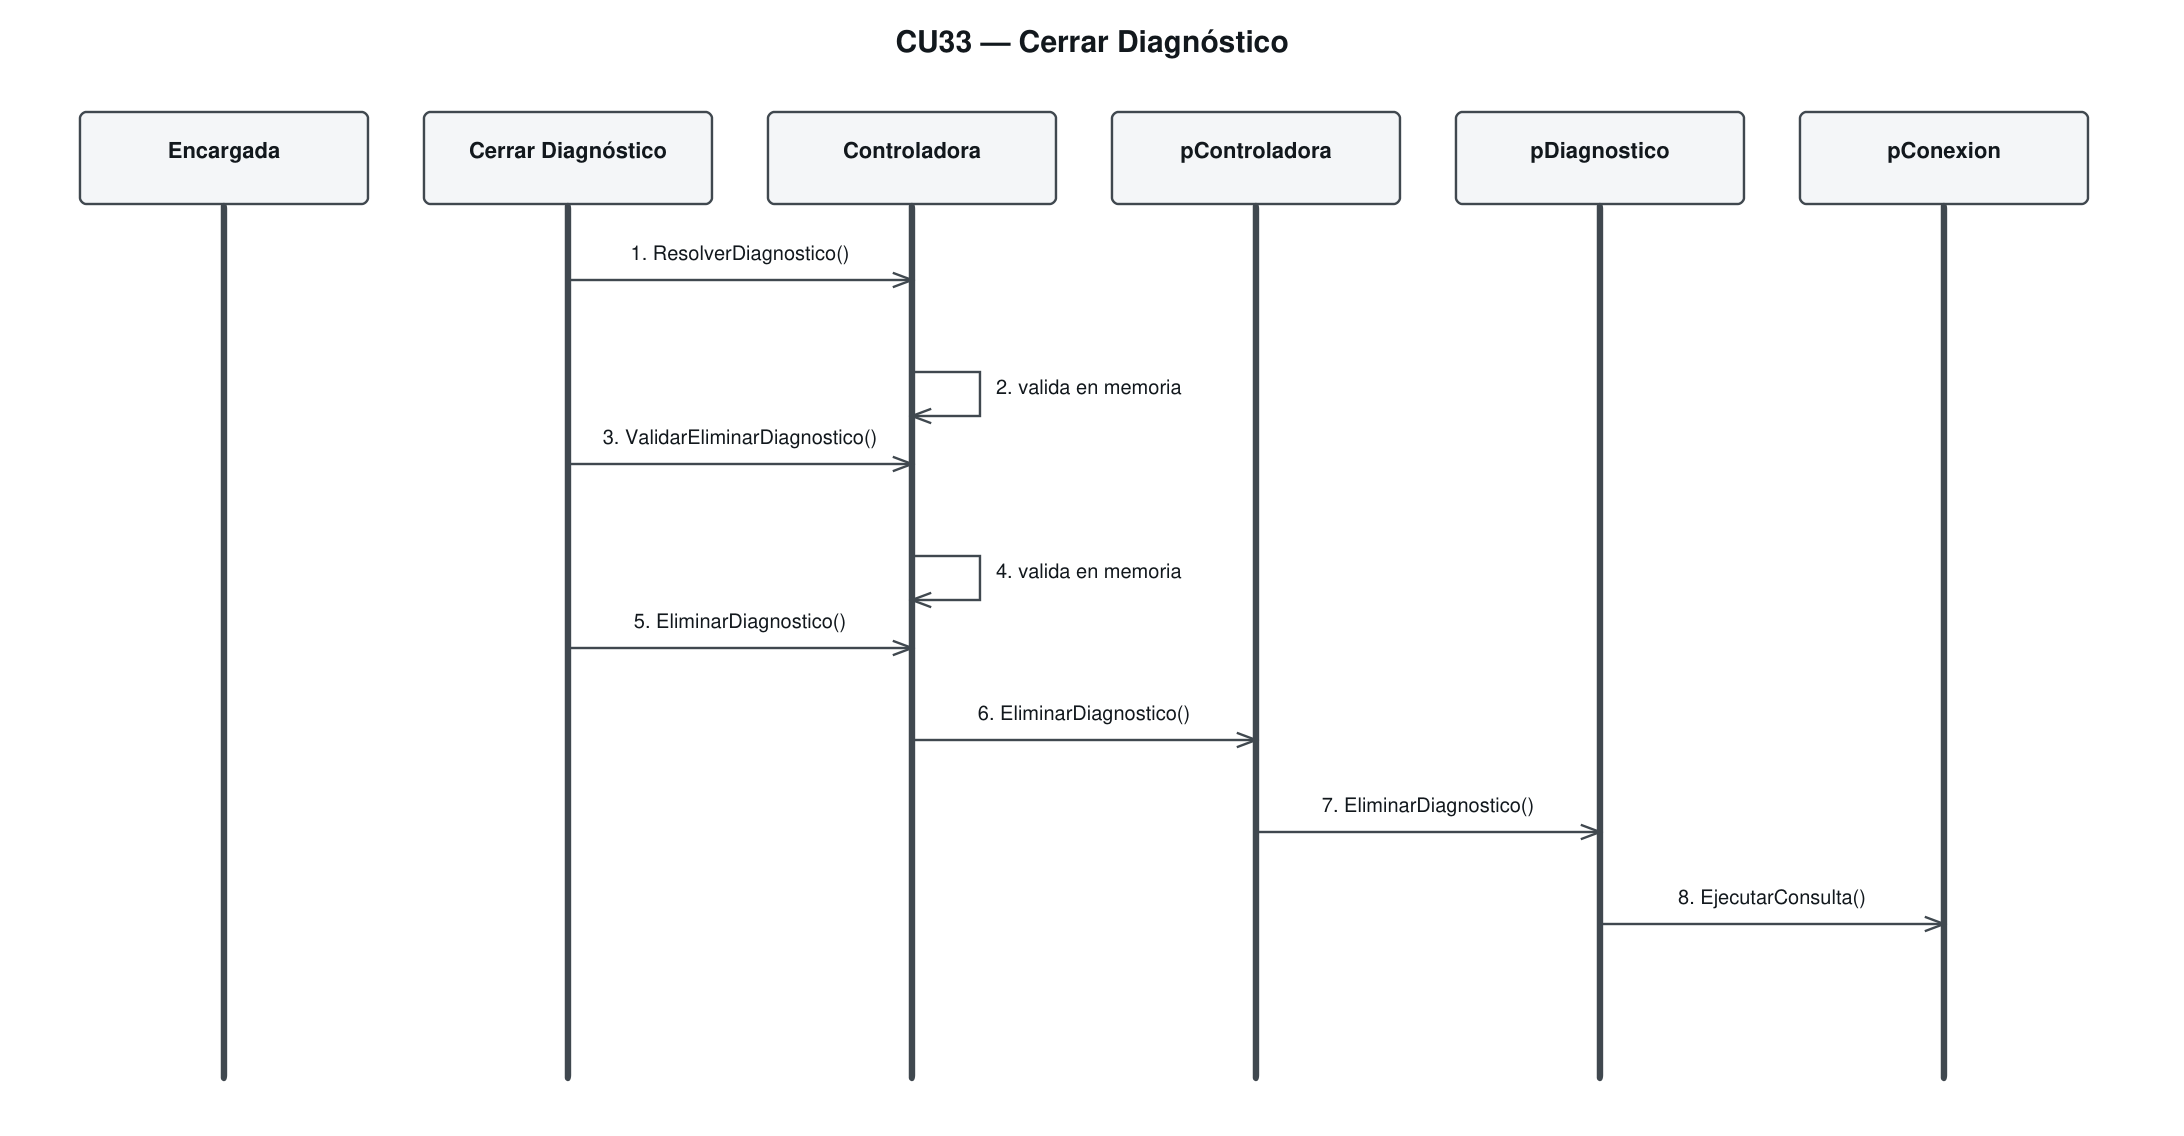 CU33 — Cerrar Diagnóstico
Encargada
Cerrar Diagnóstico
Controladora
pControladora
pDiagnostico
pConexion
1. ResolverDiagnostico()
2. valida en memoria
3. ValidarEliminarDiagnostico()
4. valida en memoria
5. EliminarDiagnostico()
6. EliminarDiagnostico()
7. EliminarDiagnostico()
8. EjecutarConsulta()